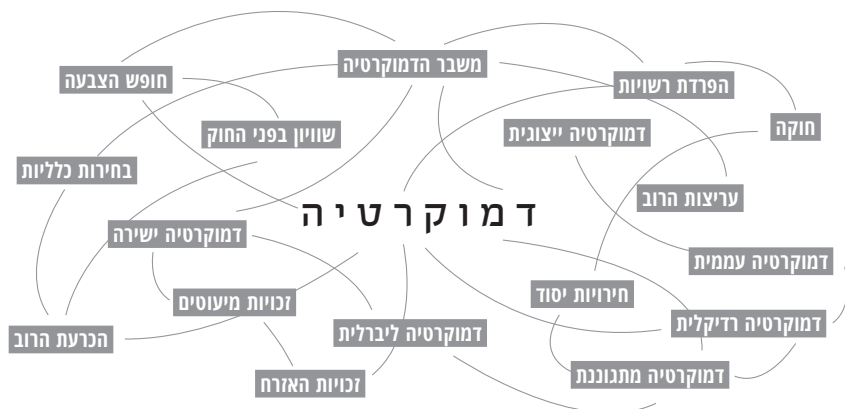 משבר הדמוקרטיה
חופש הצבעה
הפרדת רשויות
חוקה
שוויון בפני החוק
דמוקרטיה ייצוגית
בחירות כלליות
עריצות הרוב
דמוקרטיה
דמוקרטיה ישירה
דמוקרטיה עממית
זכויות מיעוטים
חירויות יסוד
דמוקרטיה רדיקלית
הכרעת הרוב
דמוקרטיה ליברלית
זכויות האזרח
דמוקרטיה מתגוננת